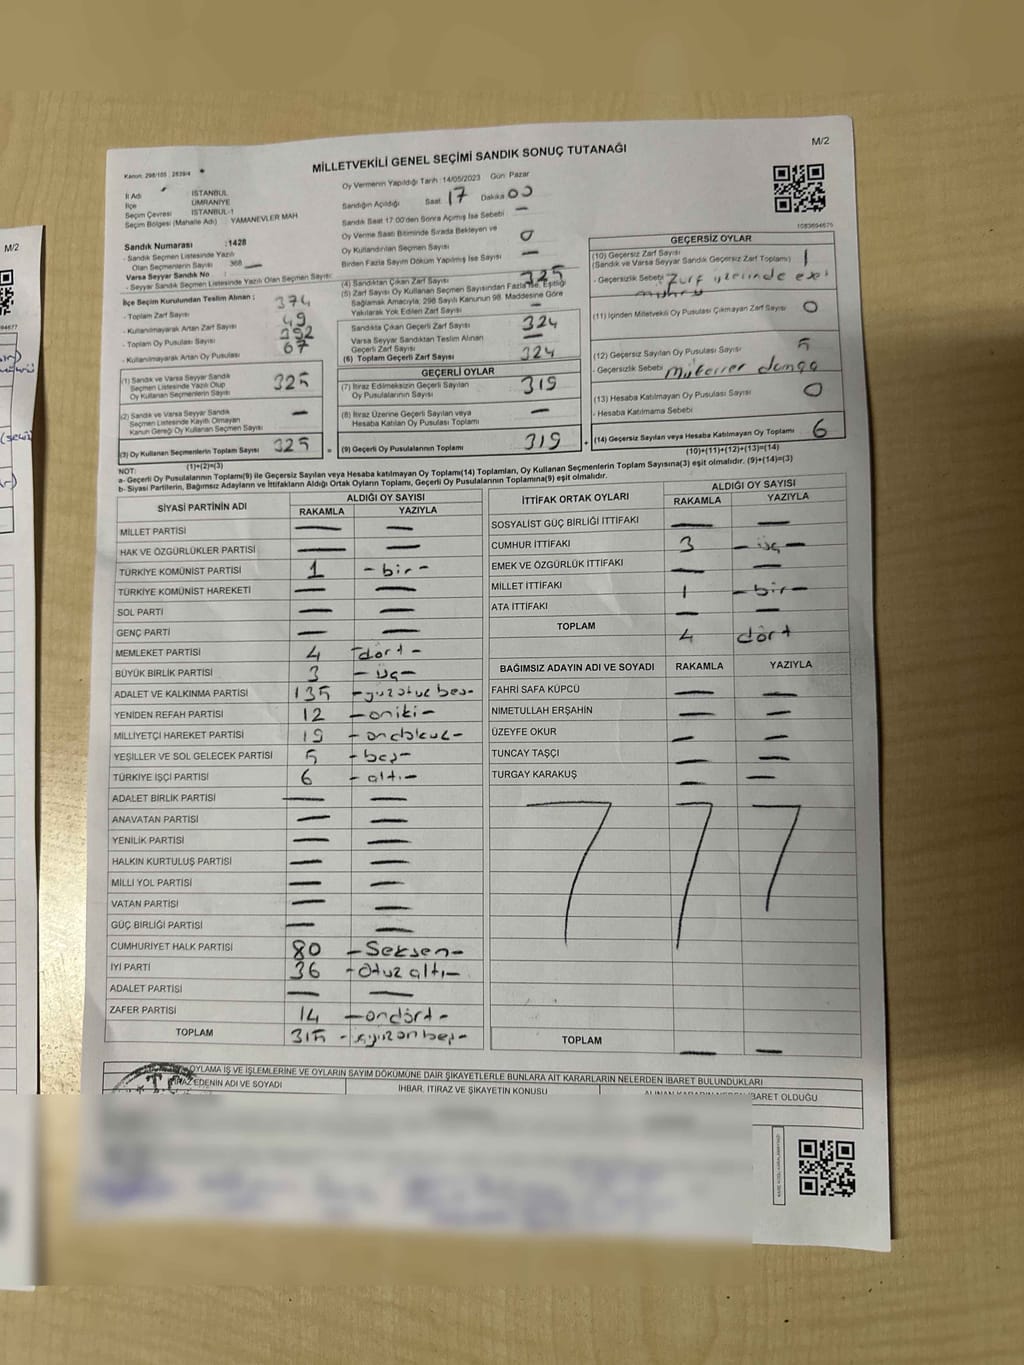 M/2
MİLLETVEKİLİ GENEL SEÇİMİ SANDIK SONUÇ TUTANAĞI
M/2
İl Adı İSTANBUL
İlçe ÜMRANİYE
Seçim Çevresi İSTANBUL-1
Seçim Bölgesi (Mahalle Adı) YAMANEVLER MAH
Sandık Numarası :1428
- Sandık Seçmen Listesinde Yazılı
Olan Seçmenlerin Sayısı 368
Varsa Seyyar Sandık No :
- Seyyar Sandık Seçmen Listesinde Yazılı Olan Seçmen Sayısı:
İlçe Seçim Kurulundan Teslim Alınan ;
- Toplam Zarf Sayısı 374
- Kullanılmayarak Artan Zarf Sayısı 49
- Toplam Oy Pusulası Sayısı
- Kullanılmayarak Artan Oy Pusulası 67
(1) Sandık ve Varsa Seyyar Sandık
Seçmen Listesinde Yazılı Olup
Oy Kullanan Seçmenlerin Sayısı 325
(2) Sandık ve Varsa Seyyar Sandık
Seçmen Listesinde Kayıtlı Olmayan
Kanun Gereği Oy Kullanan Seçmen Sayısı —
(3) Oy Kullanan Seçmenlerin Toplam Sayısı 325
(1)+(2)=(3)
Oy Vermenin Yapıldığı Tarih :14/05/2023 Gün: Pazar
Sandığın Açıldığı Saat 17 Dakika 00
Sandık Saat 17.00'den Sonra Açılmış İse Sebebi —
Oy Verme Saati Bitiminde Sırada Bekleyen ve
Oy Kullandırılan Seçmen Sayısı 0
Birden Fazla Sayım Döküm Yapılmış İse Sayısı —
(4) Sandıktan Çıkan Zarf Sayısı 325
(5) Zarf Sayısı Oy Kullanan Seçmen Sayısından Fazla İse, Eşitliği
Sağlamak Amacıyla, 298 Sayılı Kanunun 98. Maddesine Göre
Yakılarak Yok Edilen Zarf Sayısı —
Sandıkta Çıkan Geçerli Zarf Sayısı 324
Varsa Seyyar Sandıktan Teslim Alınan
Geçerli Zarf Sayısı —
(6) Toplam Geçerli Zarf Sayısı 324
GEÇERLİ OYLAR
(7) İtiraz Edilmeksizin Geçerli Sayılan
Oy Pusulalarının Sayısı 319
(8) İtiraz Üzerine Geçerli Sayılan veya
Hesaba Katılan Oy Pusulası Toplamı —
(9) Geçerli Oy Pusulalarının Toplamı 319
1083694676
GEÇERSİZ OYLAR
(10) Geçersiz Zarf Sayısı
(Sandık ve Varsa Seyyar Sandık Geçersiz Zarf Toplamı) 1
- Geçersizlik Sebebi Zarf üzerinde
(11) İçinden Milletvekili Oy Pusulası Çıkmayan Zarf Sayısı 0
(12) Geçersiz Sayılan Oy Pusulası Sayısı 5
- Geçersizlik Sebebi
(13) Hesaba Katılmayan Oy Pusulası Sayısı 0
- Hesaba Katılmama Sebebi
(14) Geçersiz Sayılan veya Hesaba Katılmayan Oy Toplamı 6
(10)+(11)+(12)+(13)=(14)
NOT:
a- Geçerli Oy Pusulalarının Toplamı(9) ile Geçersiz Sayılan veya Hesaba katılmayan Oy Toplamı(14) Toplamları, Oy Kullanan Seçmenlerin Toplam Sayısına(3) eşit olmalıdır. (9)+(14)=(3)
b- Siyasi Partilerin, Bağımsız Adayların ve İttifakların Aldığı Ortak Oyların Toplamı, Geçerli Oy Pusulalarının Toplamına(9) eşit olmalıdır.
SİYASİ PARTİNİN ADI ALDIĞI OY SAYISI
RAKAMLA YAZIYLA
MİLLET PARTİSİ — —
HAK VE ÖZGÜRLÜKLER PARTİSİ — —
TÜRKİYE KOMÜNİST PARTİSİ 1 - bir -
TÜRKİYE KOMÜNİST HAREKETİ — —
SOL PARTİ — —
GENÇ PARTİ — —
MEMLEKET PARTİSİ 4 - dört -
BÜYÜK BİRLİK PARTİSİ 3 - üç -
ADALET VE KALKINMA PARTİSİ 135 - yüzotuz beş -
YENİDEN REFAH PARTİSİ 12 - oniki -
MİLLİYETÇİ HAREKET PARTİSİ 19 - ondokuz -
YEŞİLLER VE SOL GELECEK PARTİSİ 5 - beş -
TÜRKİYE İŞÇİ PARTİSİ 6 - altı -
ADALET BİRLİK PARTİSİ — —
ANAVATAN PARTİSİ — —
YENİLİK PARTİSİ — —
HALKIN KURTULUŞ PARTİSİ — —
MİLLİ YOL PARTİSİ — —
VATAN PARTİSİ — —
GÜÇ BİRLİĞİ PARTİSİ — —
CUMHURİYET HALK PARTİSİ 80 - Seksen -
İYİ PARTİ 36 - Otuz altı -
ADALET PARTİSİ — —
ZAFER PARTİSİ 14 - ondört -
TOPLAM 315 - üçyüzonbeş -
İTTİFAK ORTAK OYLARI ALDIĞI OY SAYISI
RAKAMLA YAZIYLA
SOSYALİST GÜÇ BİRLİĞİ İTTİFAKI — —
CUMHUR İTTİFAKI 3 - üç -
EMEK VE ÖZGÜRLÜK İTTİFAKI — —
MİLLET İTTİFAKI 1 - bir -
ATA İTTİFAKI — —
TOPLAM 4 dört
BAĞIMSIZ ADAYIN ADI VE SOYADI RAKAMLA YAZIYLA
FAHRİ SAFA KÜPCÜ — —
NİMETULLAH ERŞAHİN — —
ÜZEYFE OKUR — —
TUNCAY TAŞÇI — —
TURGAY KARAKUŞ — —
TOPLAM — —
OYLAMA İŞ VE İŞLEMLERİNE VE OYLARIN SAYIM DÖKÜMÜNE DAİR ŞİKAYETLERLE BUNLARA AİT KARARLARIN NELERDEN İBARET BULUNDUKLARI
EDENİN ADI VE SOYADI İHBAR, İTİRAZ VE ŞİKAYETİN KONUSU